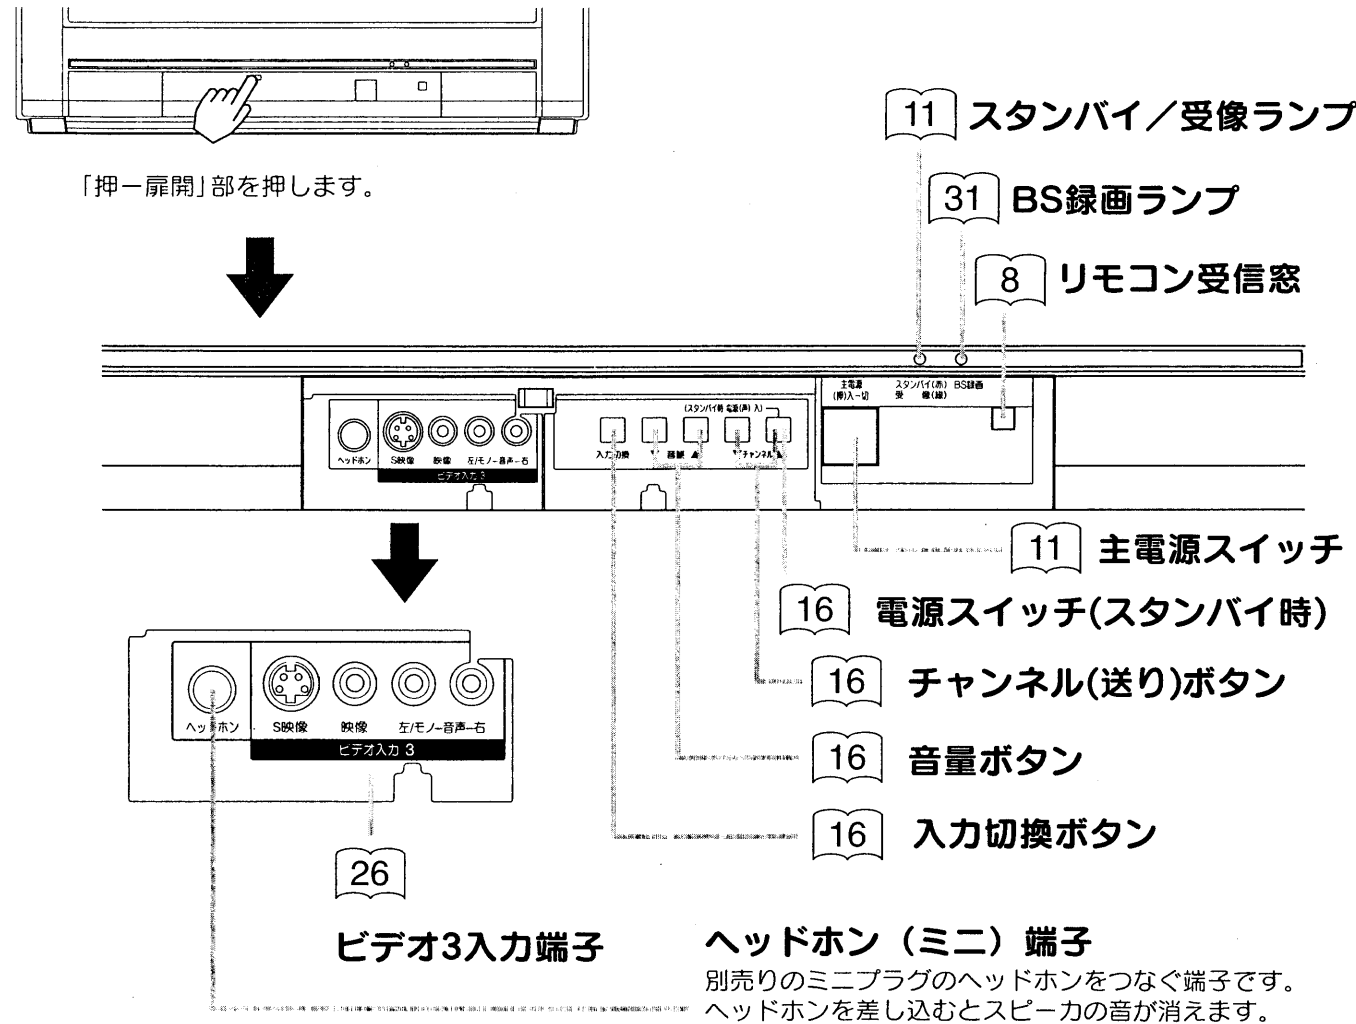 「押ー扉開」部を押します。
11 スタンバイ／受像ランプ
31 BS録画ランプ
8 リモコン受信窓
主電源
(押)入ー切
スタンバイ(赤)
受 像(緑)
BS録画
(スタンバイ時 電源(声) 入)
ヘッドホン
S映像
映像
左/モノー音声ー右
ビデオ入力 3
入力切換
▼ 音量 ▲
▼チャンネル▲
11 主電源スイッチ
16 電源スイッチ(スタンバイ時)
16 チャンネル(送り)ボタン
16 音量ボタン
16 入力切換ボタン
ヘッドホン
S映像
映像
左/モノー音声ー右
ビデオ入力 3
26
ビデオ3入力端子
ヘッドホン（ミニ）端子
別売りのミニプラグのヘッドホンをつなぐ端子です。
ヘッドホンを差し込むとスピーカの音が消えます。